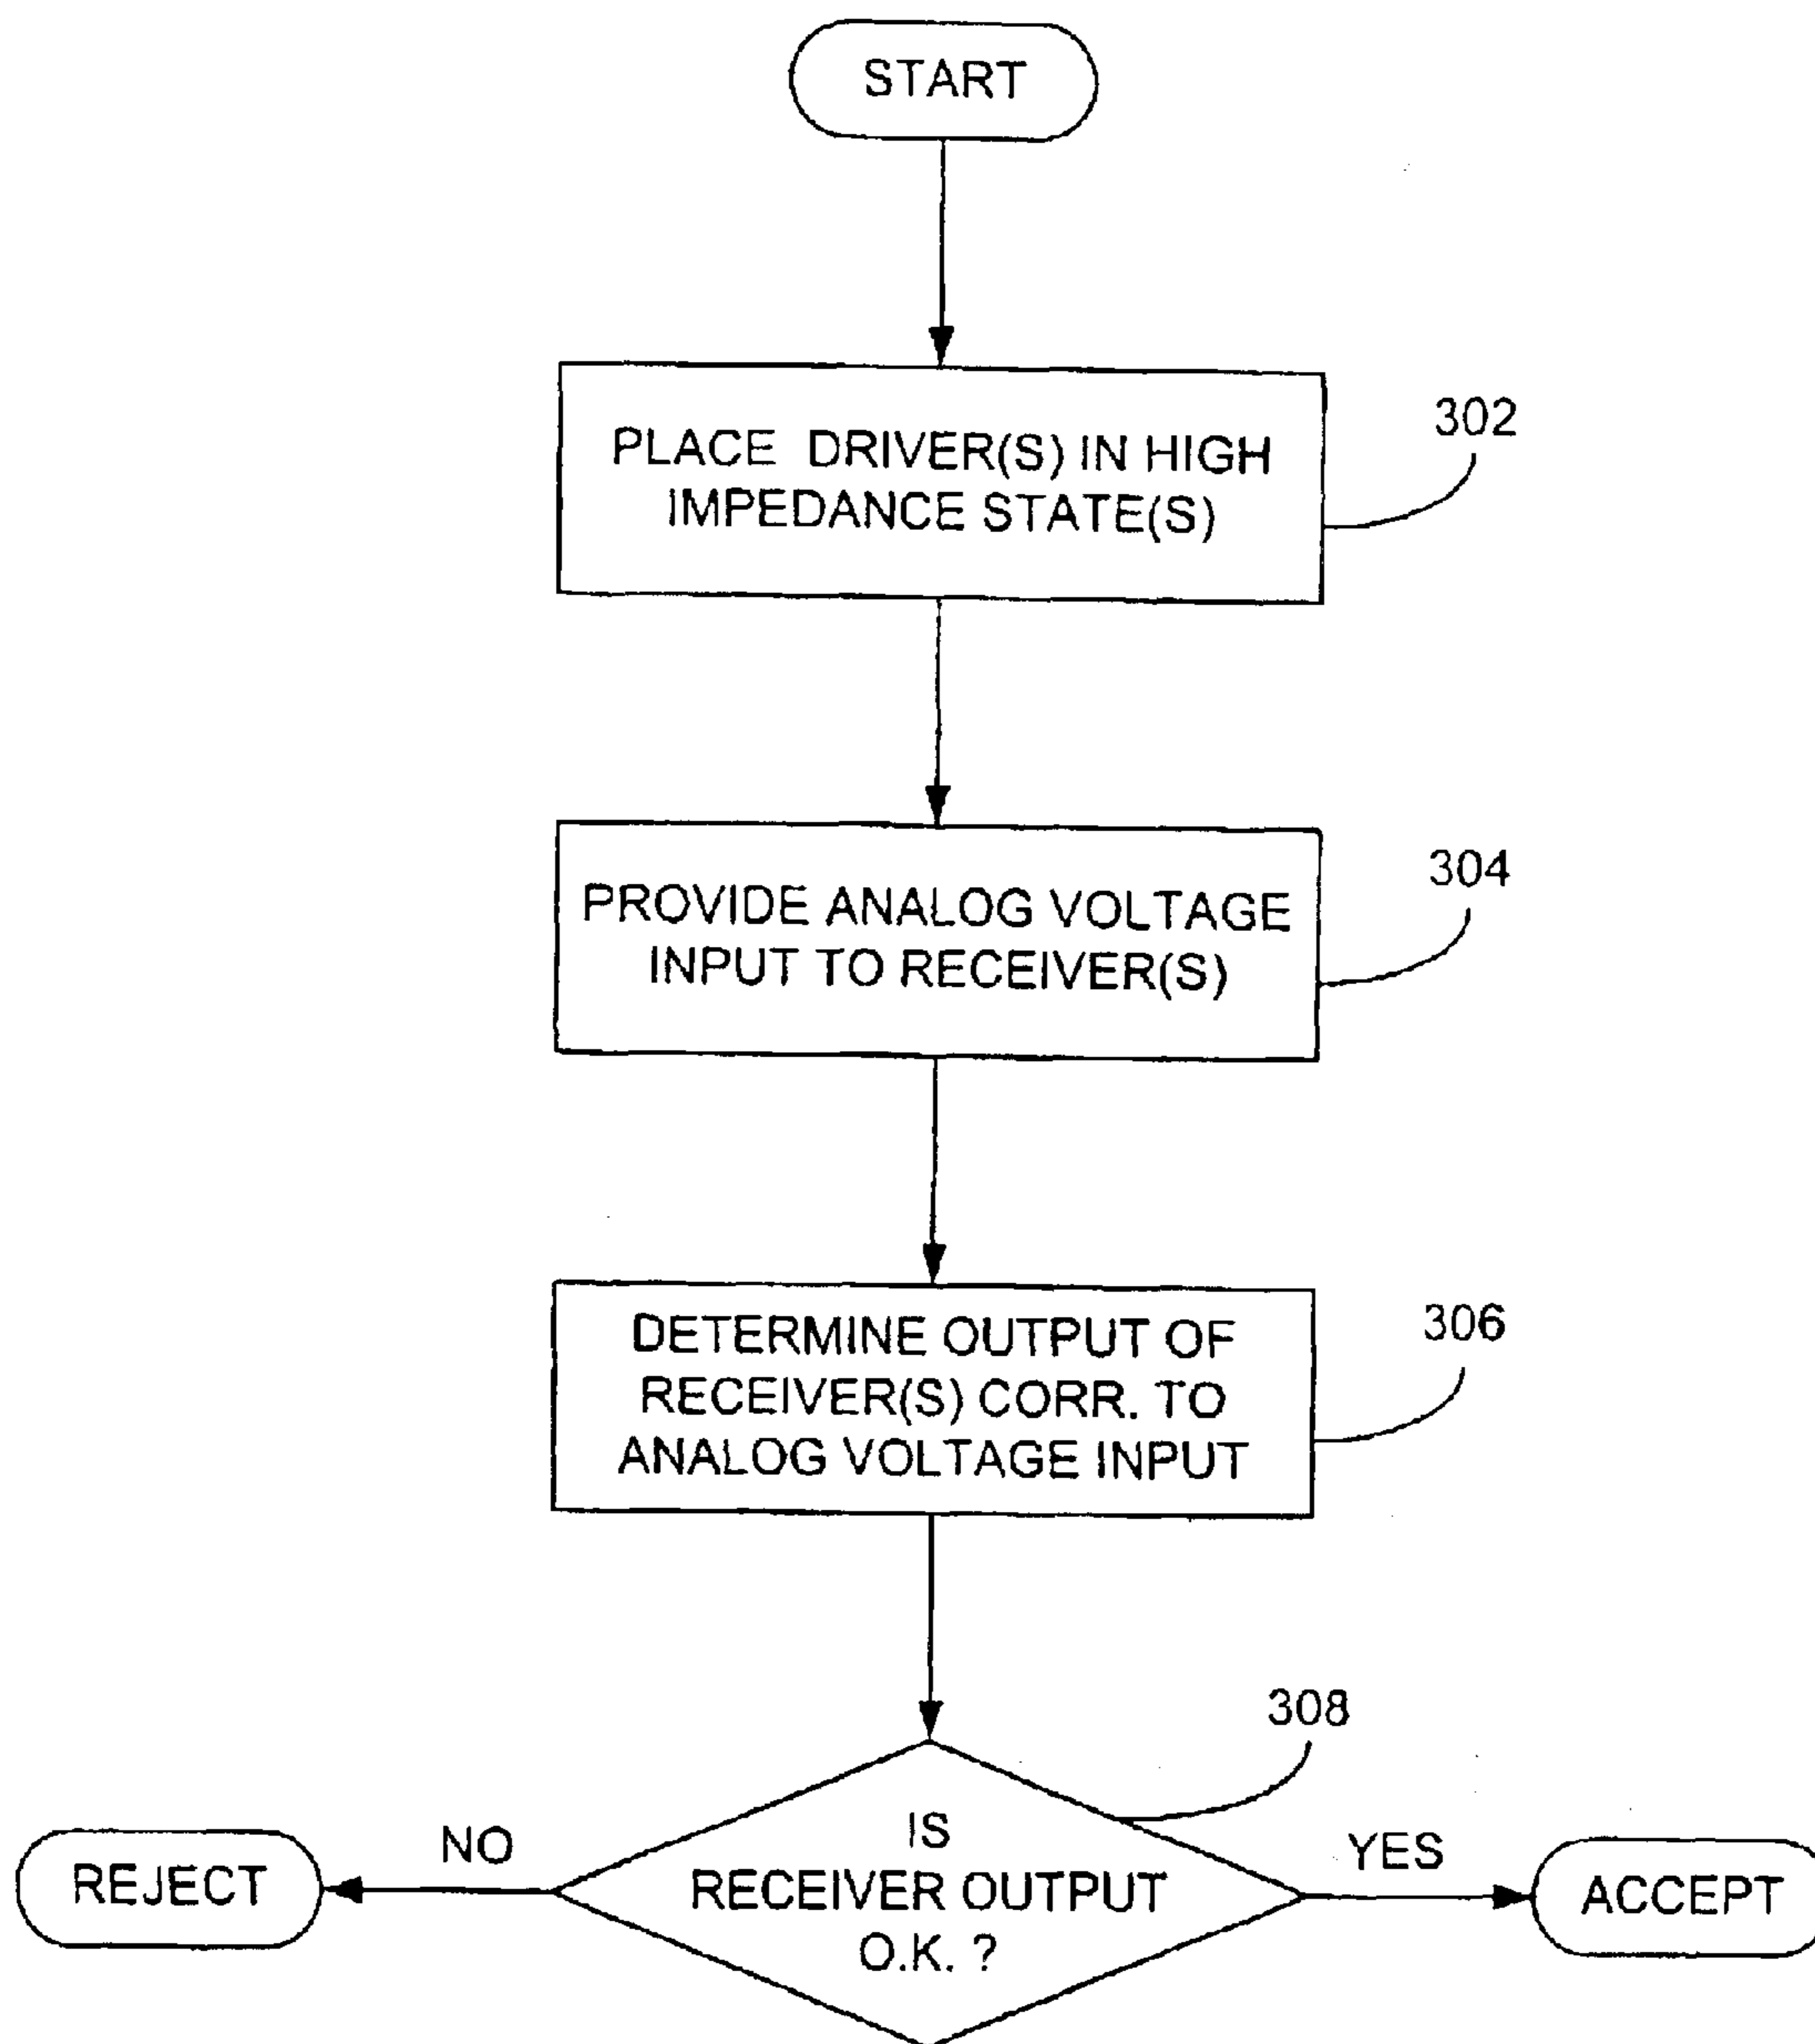 START
PLACE DRIVER(S) IN HIGH
IMPEDANCE STATE(S)
302
PROVIDE ANALOG VOLTAGE
INPUT TO RECEIVER(S)
304
DETERMINE OUTPUT OF
RECEIVER(S) CORR. TO
ANALOG VOLTAGE INPUT
306
308
IS
RECEIVER OUTPUT
O.K. ?
NO
REJECT
YES
ACCEPT